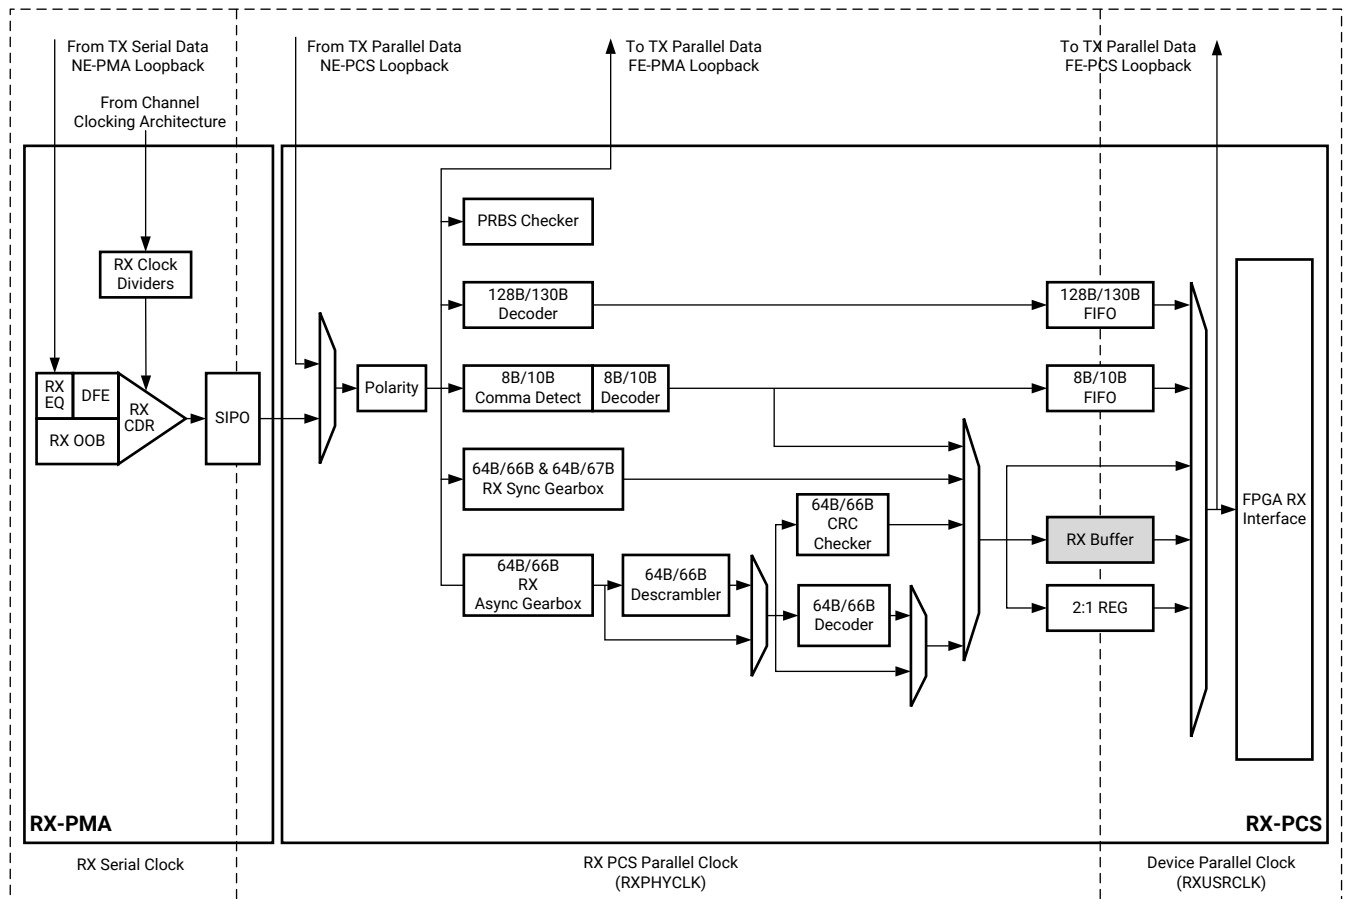 From TX Serial Data
NE-PMA Loopback
From TX Parallel Data
NE-PCS Loopback
To TX Parallel Data
FE-PMA Loopback
To TX Parallel Data
FE-PCS Loopback
From Channel
Clocking Architecture
PRBS Checker
RX Clock
Dividers
128B/130B
Decoder
128B/130B
FIFO
RX
EQ
DFE
RX
CDR
RX OOB
SIPO
Polarity
8B/10B
Comma Detect
8B/10B
Decoder
8B/10B
FIFO
64B/66B & 64B/67B
RX Sync Gearbox
64B/66B
CRC
Checker
FPGA RX
Interface
RX Buffer
64B/66B
RX
Async Gearbox
64B/66B
Descrambler
64B/66B
Decoder
2:1 REG
RX-PMA
RX-PCS
RX Serial Clock
RX PCS Parallel Clock
(RXPHYCLK)
Device Parallel Clock
(RXUSRCLK)